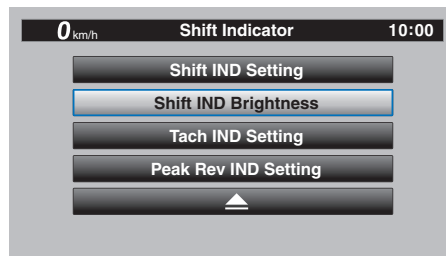 0 km/h Shift Indicator 10:00
Shift IND Setting
Shift IND Brightness
Tach IND Setting
Peak Rev IND Setting